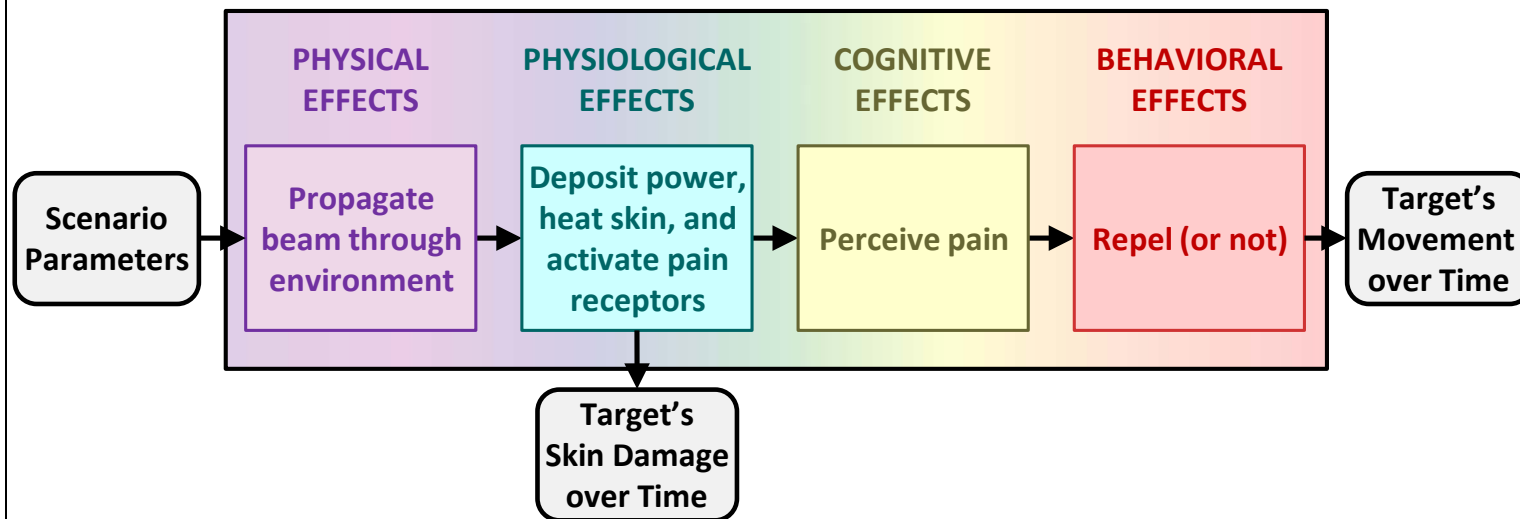 PHYSICAL
EFFECTS
PHYSIOLOGICAL
EFFECTS
COGNITIVE
EFFECTS
BEHAVIORAL
EFFECTS
Scenario
Parameters
Propagate
beam through
environment
Deposit power,
heat skin, and
activate pain
receptors
Perceive pain
Repel (or not)
Target’s
Movement
over Time
Target’s
Skin Damage
over Time